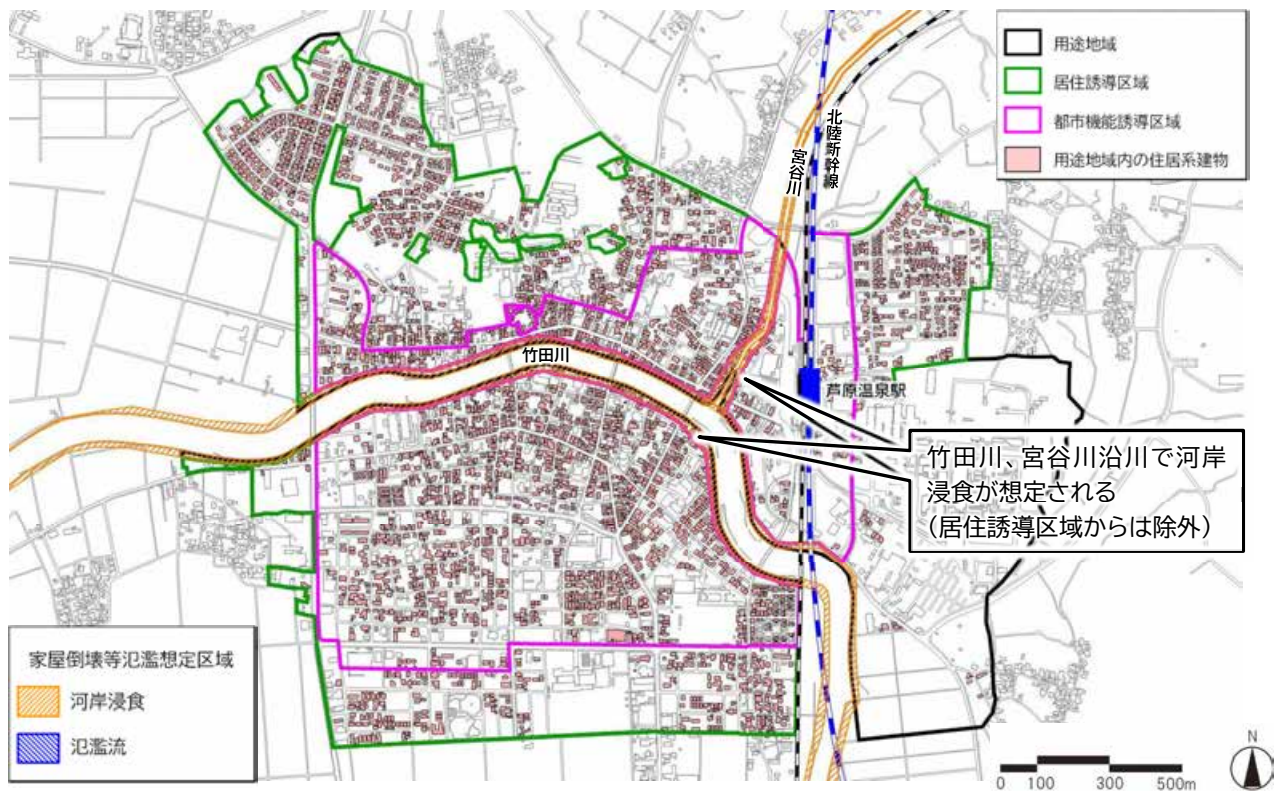 用途地域
居住誘導区域
都市機能誘導区域
用途地域内の住居系建物
北陸新幹線
宮谷川
竹田川
芦原温泉駅
竹田川、宮谷川沿川で河岸
浸食が想定される
（居住誘導区域からは除外）
家屋倒壊等氾濫想定区域
河岸浸食
氾濫流
N
0 100 300 500m